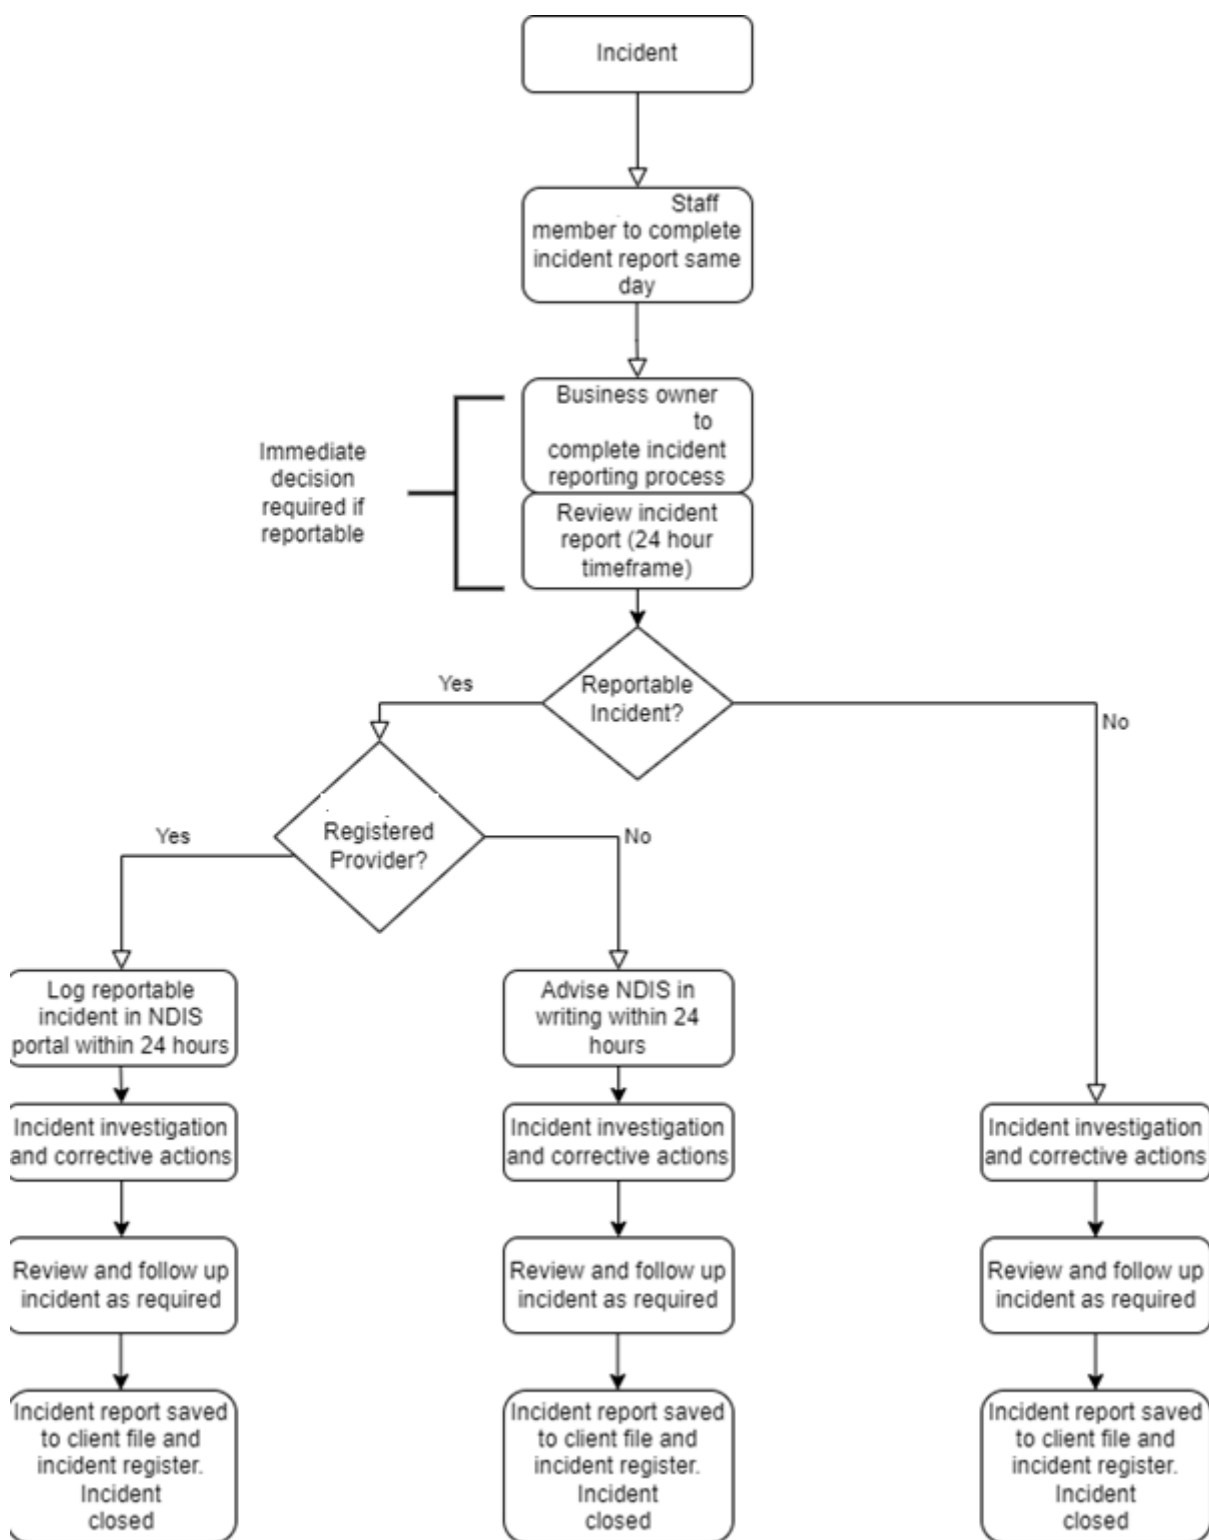 Incident
Staff
member to complete
incident report same
day
Business owner
to
complete incident
reporting process
Immediate
decision
required if
reportable
Review incident
report (24 hour
timeframe)
Reportable
Incident?
Yes
No
Registered
Provider?
Yes
No
Log reportable
incident in NDIS
portal within 24 hours
Advise NDIS in
writing within 24
hours
Incident investigation
and corrective actions
Incident investigation
and corrective actions
Incident investigation
and corrective actions
Review and follow up
incident as required
Review and follow up
incident as required
Review and follow up
incident as required
Incident report saved
to client file and
incident register.
Incident
closed
Incident report saved
to client file and
incident register.
Incident
closed
Incident report saved
to client file and
incident register.
Incident
closed